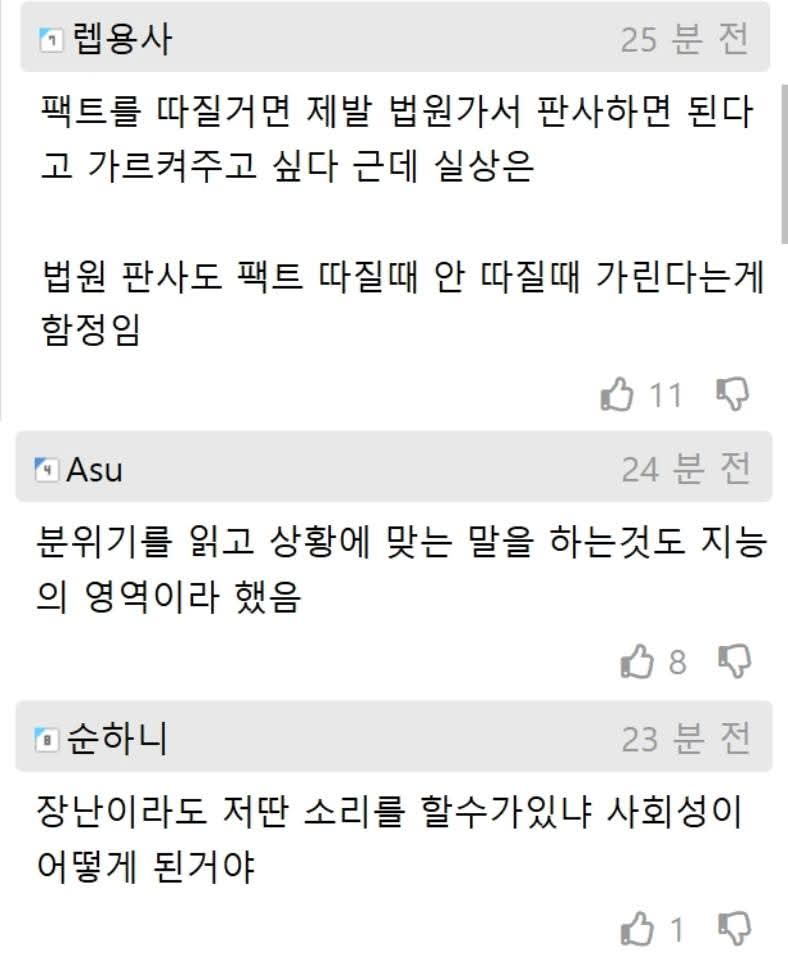 7 렙용사 25 분 전
팩트를 따질거면 제발 법원가서 판사하면 된다
고 가르켜주고 싶다 근데 실상은
법원 판사도 팩트 따질때 안 따질때 가린다는게
함정임
11
4 Asu 24 분 전
분위기를 읽고 상황에 맞는 말을 하는것도 지능
의 영역이라 했음
8
8 순하니 23 분 전
장난이라도 저딴 소리를 할수가있냐 사회성이
어떻게 된거야
1